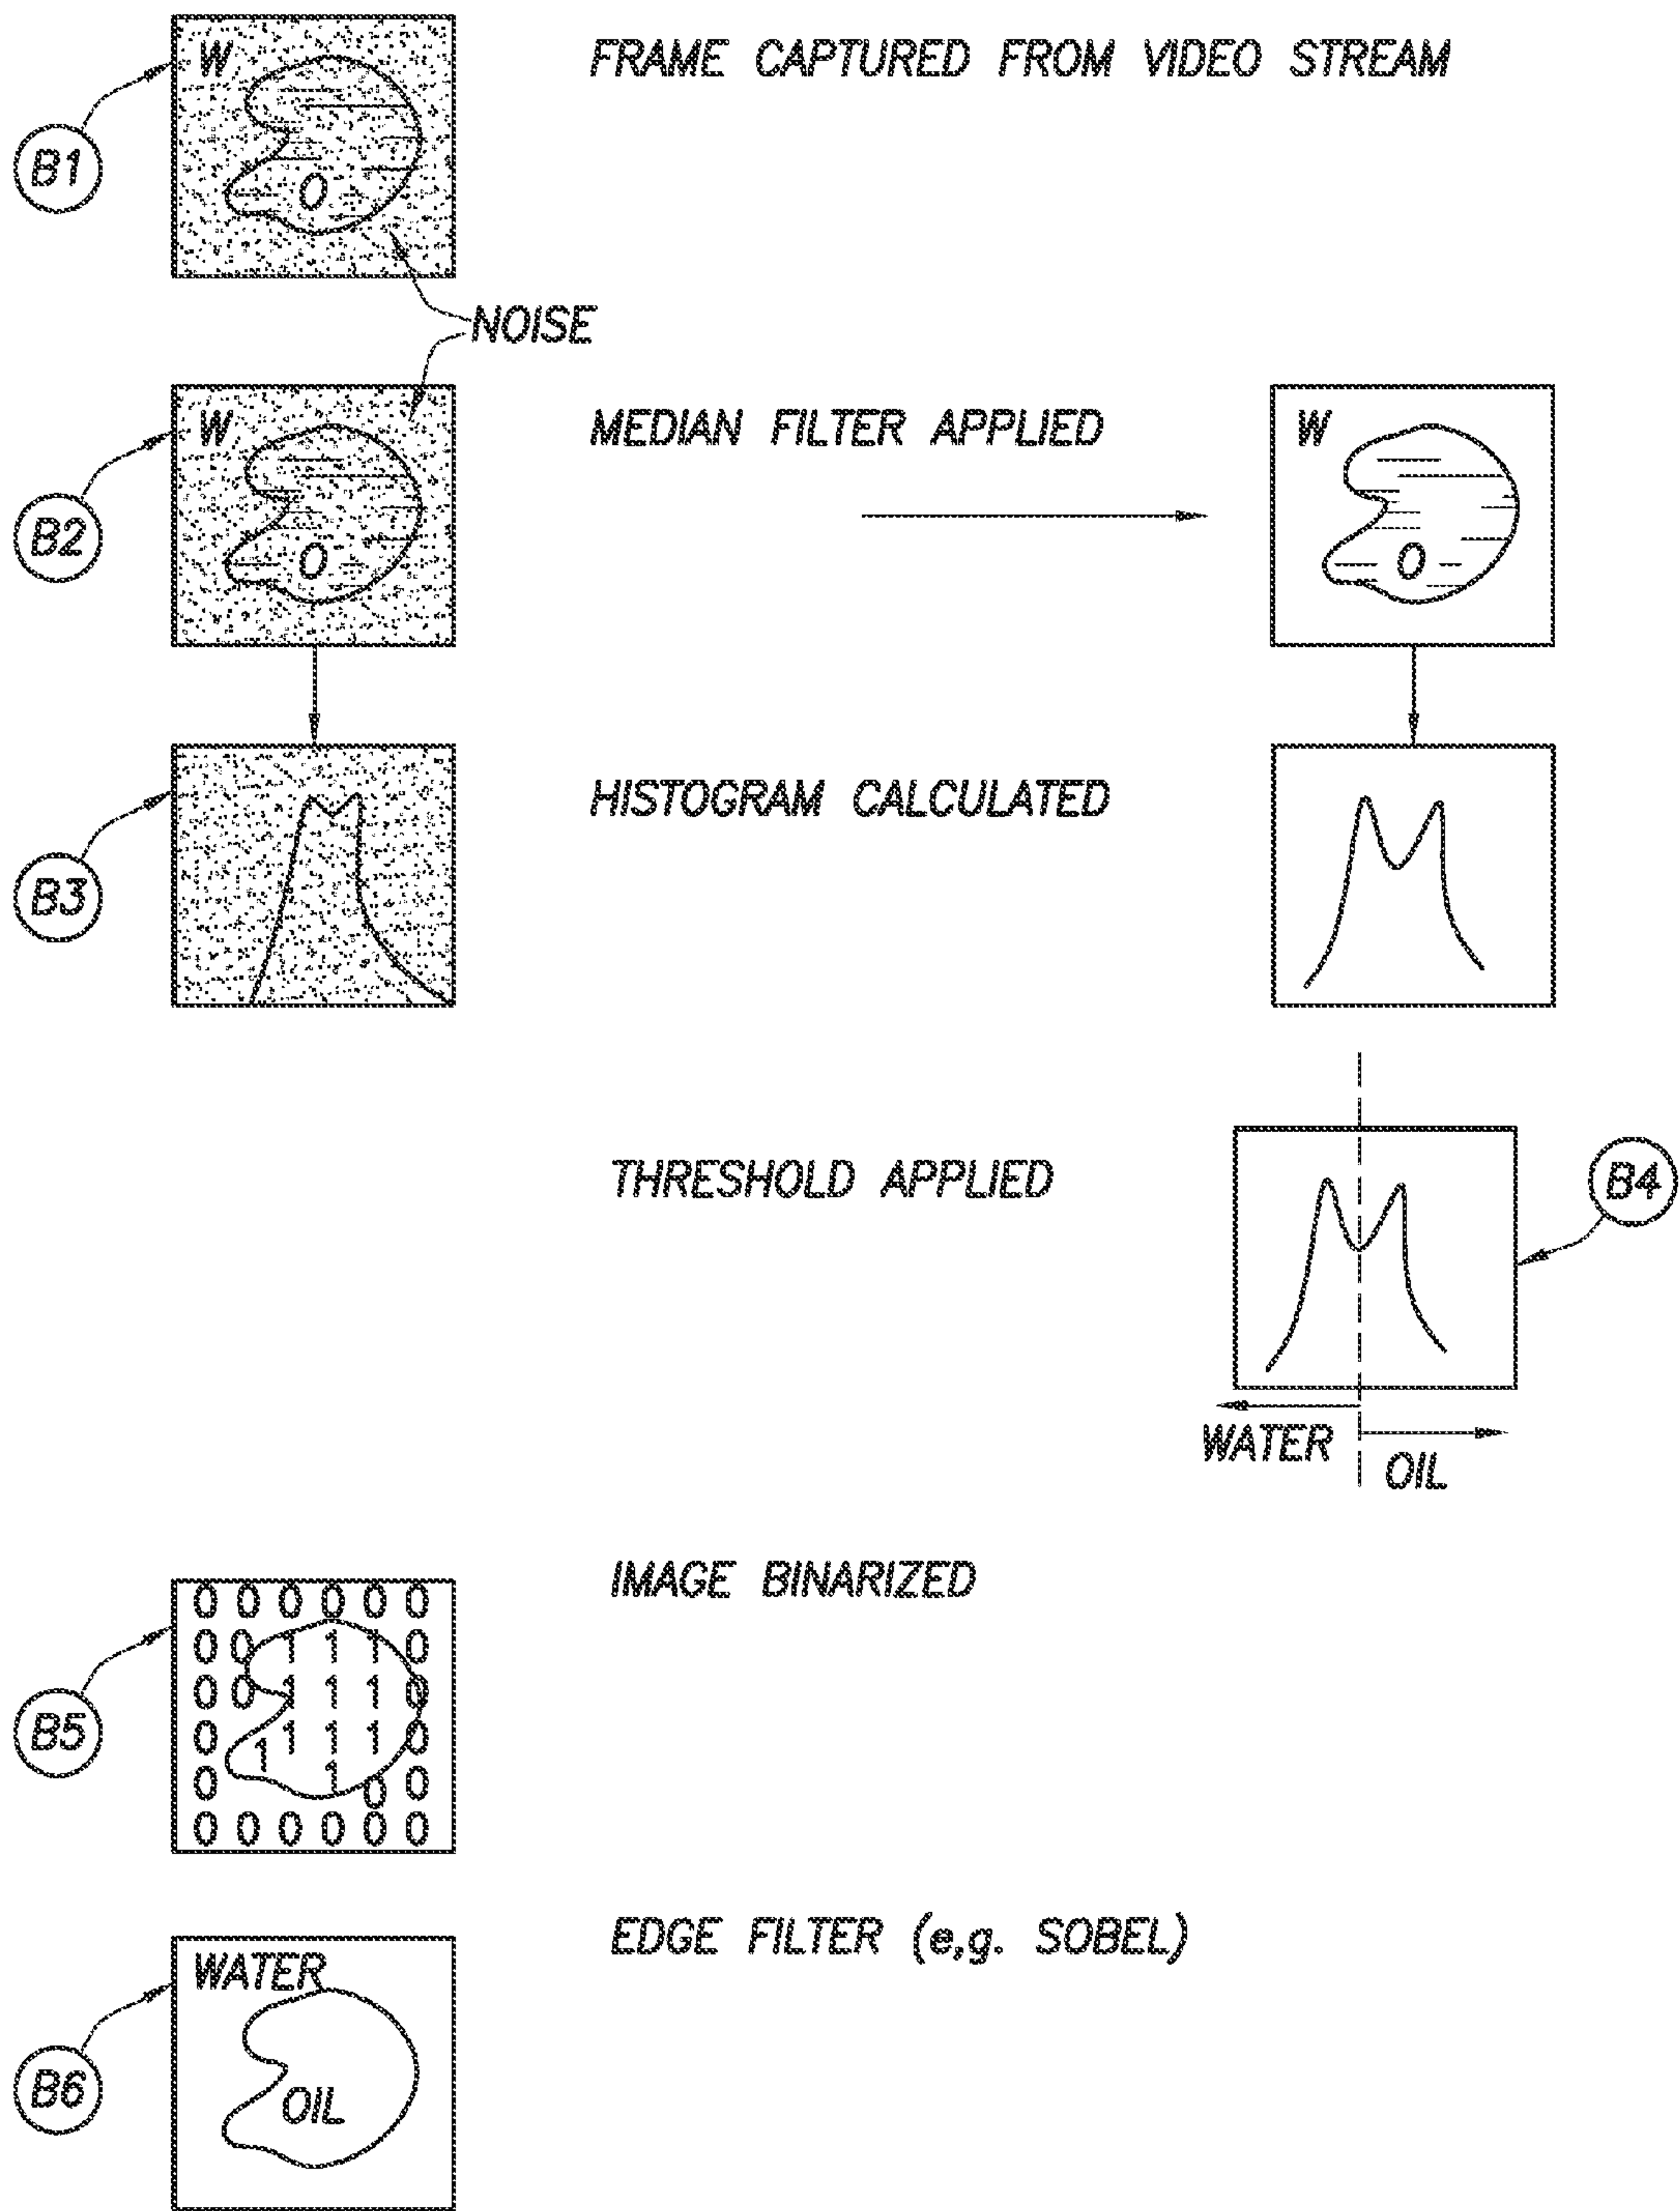 W
FRAME CAPTURED FROM VIDEO STREAM
B1
O
NOISE
W
MEDIAN FILTER APPLIED
W
B2
O
O
HISTOGRAM CALCULATED
B3
THRESHOLD APPLIED
B4
WATER
OIL
IMAGE BINARIZED
0 0 0 0 0 0
0 0 1 1 1 0
0 0 1 1 1 0
B5
0 1 1 1 1 0
0 1 0 0
0 0 0 0 0 0
EDGE FILTER (e,g. SOBEL)
WATER
B6
OIL